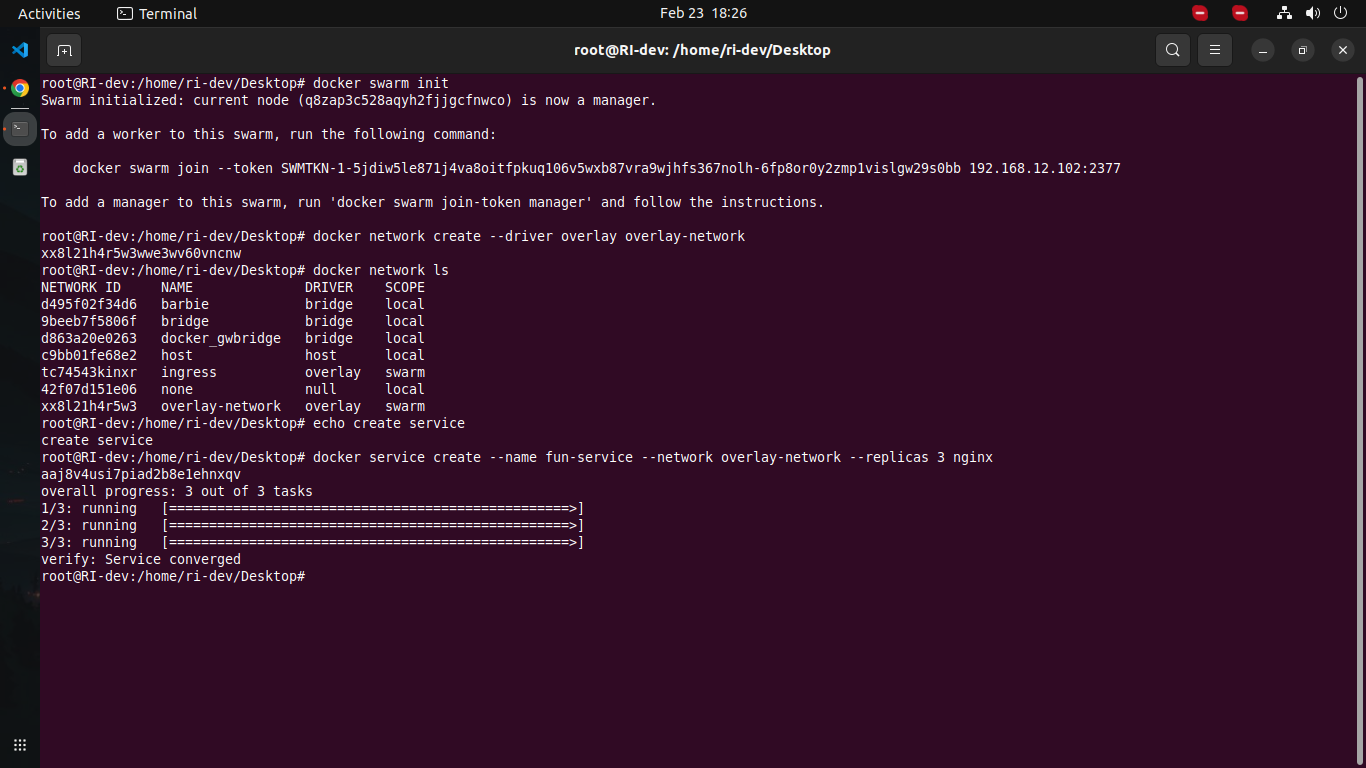 Activities Terminal Feb 23 18:26
root@RI-dev: /home/ri-dev/Desktop
root@RI-dev:/home/ri-dev/Desktop# docker swarm init
Swarm initialized: current node (q8zap3c528aqyh2fjjgcfnwco) is now a manager.
To add a worker to this swarm, run the following command:
docker swarm join --token SWMTKN-1-5jdiw5le871j4va8oitfpkuq106v5wxb87vra9wjhfs367nolh-6fp8or0y2zmp1vislgw29s0bb 192.168.12.102:2377
To add a manager to this swarm, run 'docker swarm join-token manager' and follow the instructions.
root@RI-dev:/home/ri-dev/Desktop# docker network create --driver overlay overlay-network
xx8l21h4r5w3wwe3wv60vncnw
root@RI-dev:/home/ri-dev/Desktop# docker network ls
NETWORK ID NAME DRIVER SCOPE
d495f02f34d6 barbie bridge local
9beeb7f5806f bridge bridge local
d863a20e0263 docker_gwbridge bridge local
c9bb01fe68e2 host host local
tc74543kinxr ingress overlay swarm
42f07d151e06 none null local
xx8l21h4r5w3 overlay-network overlay swarm
root@RI-dev:/home/ri-dev/Desktop# echo create service
create service
root@RI-dev:/home/ri-dev/Desktop# docker service create --name fun-service --network overlay-network --replicas 3 nginx
aaj8v4usi7piad2b8e1ehnxqv
overall progress: 3 out of 3 tasks
1/3: running [==================================================>]
2/3: running [==================================================>]
3/3: running [==================================================>]
verify: Service converged
root@RI-dev:/home/ri-dev/Desktop#